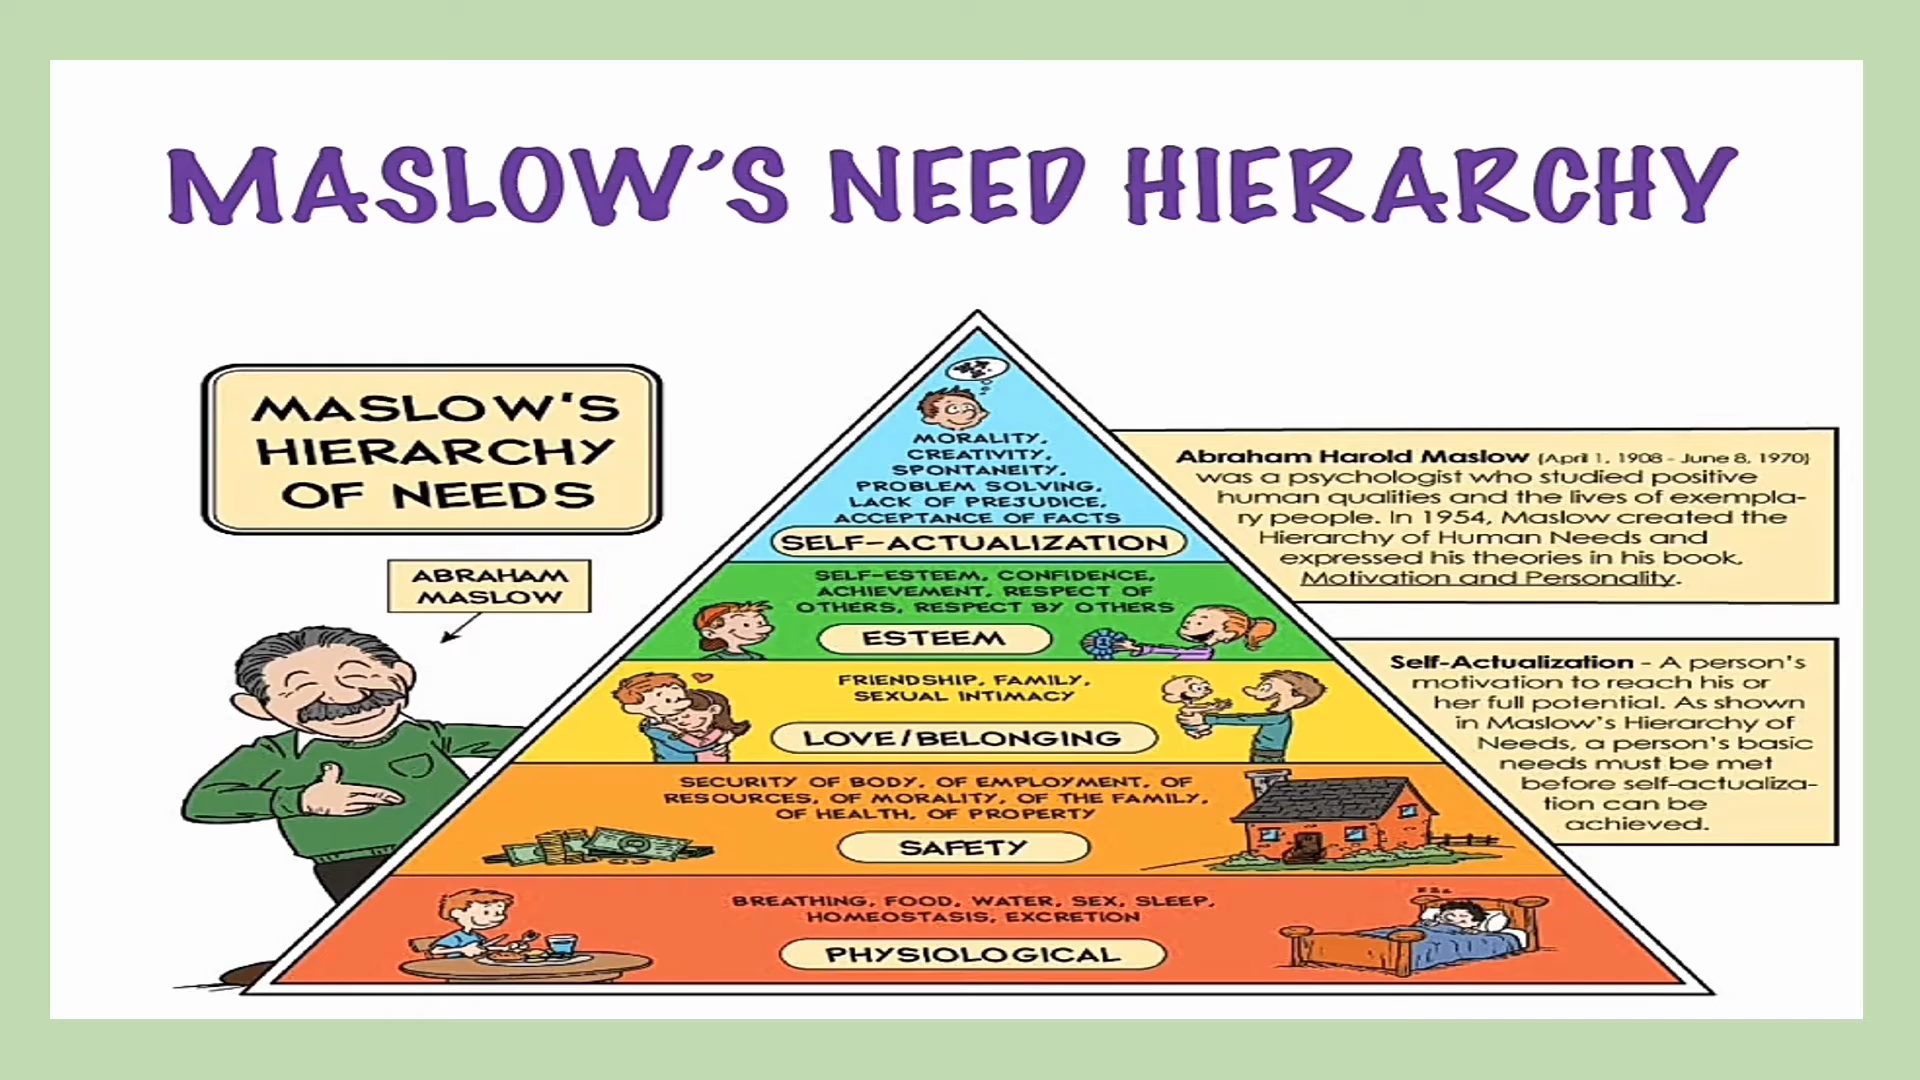 MASLOW'S NEED HIERARCHY
MASLOW'S
HIERARCHY
OF NEEDS
ABRAHAM
MASLOW
MORALITY,
CREATIVITY,
SPONTANEITY,
PROBLEM SOLVING,
LACK OF PREJUDICE,
ACCEPTANCE OF FACTS
SELF-ACTUALIZATION
SELF-ESTEEM, CONFIDENCE,
ACHIEVEMENT, RESPECT OF
OTHERS, RESPECT BY OTHERS
ESTEEM
FRIENDSHIP, FAMILY,
SEXUAL INTIMACY
LOVE/BELONGING
SECURITY OF BODY, OF EMPLOYMENT, OF
RESOURCES, OF MORALITY, OF THE FAMILY,
OF HEALTH, OF PROPERTY
SAFETY
BREATHING, FOOD, WATER, SEX, SLEEP,
HOMEOSTASIS, EXCRETION
PHYSIOLOGICAL
Abraham Harold Maslow (April 1, 1908 - June 8, 1970)
was a psychologist who studied positive
human qualities and the lives of exempla-
ry people. In 1954, Maslow created the
Hierarchy of Human Needs and
expressed his theories in his book,
Motivation and Personality.
Self-Actualization - A person's
motivation to reach his or
her full potential. As shown
in Maslow's Hierarchy of
Needs, a person's basic
needs must be met
before self-actualiza-
tion can be
achieved.